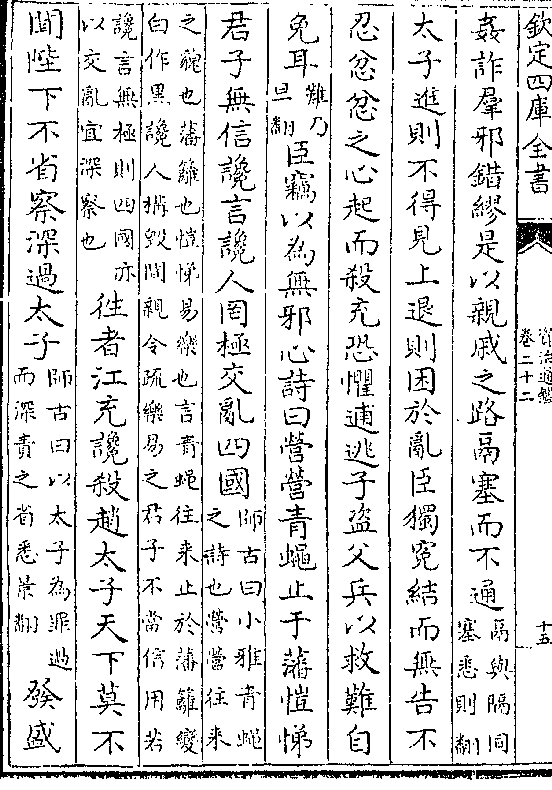 欽定四庫全書
資治通鑑
卷二十二
十五
姦詐羣邪錯繆是以親戚之路鬲塞而不通鬲與隔同塞悉則翻
太子進則不得見上退則困於亂臣獨冤結而無告不
忍忿忿之心起而殺充恐懼逋逃子盜父兵以救難自
免耳難乃旦翻臣竊以為無邪心詩曰營營青蠅止于藩愷悌
君子無信讒言讒人罔極交亂四國師古曰小雅青蠅之詩也營營往來
之貌也藩籬也愷悌易樂也言青蠅往来止於藩籬變白作黑讒人搆毀間親令疏樂易之君子不當信用若
讒言無極則四國亦以交亂宜深察也往者江充讒殺趙太子天下莫不
聞陛下不省察深過太子師古曰以太子為罪過而深責之省悉景翻發盛